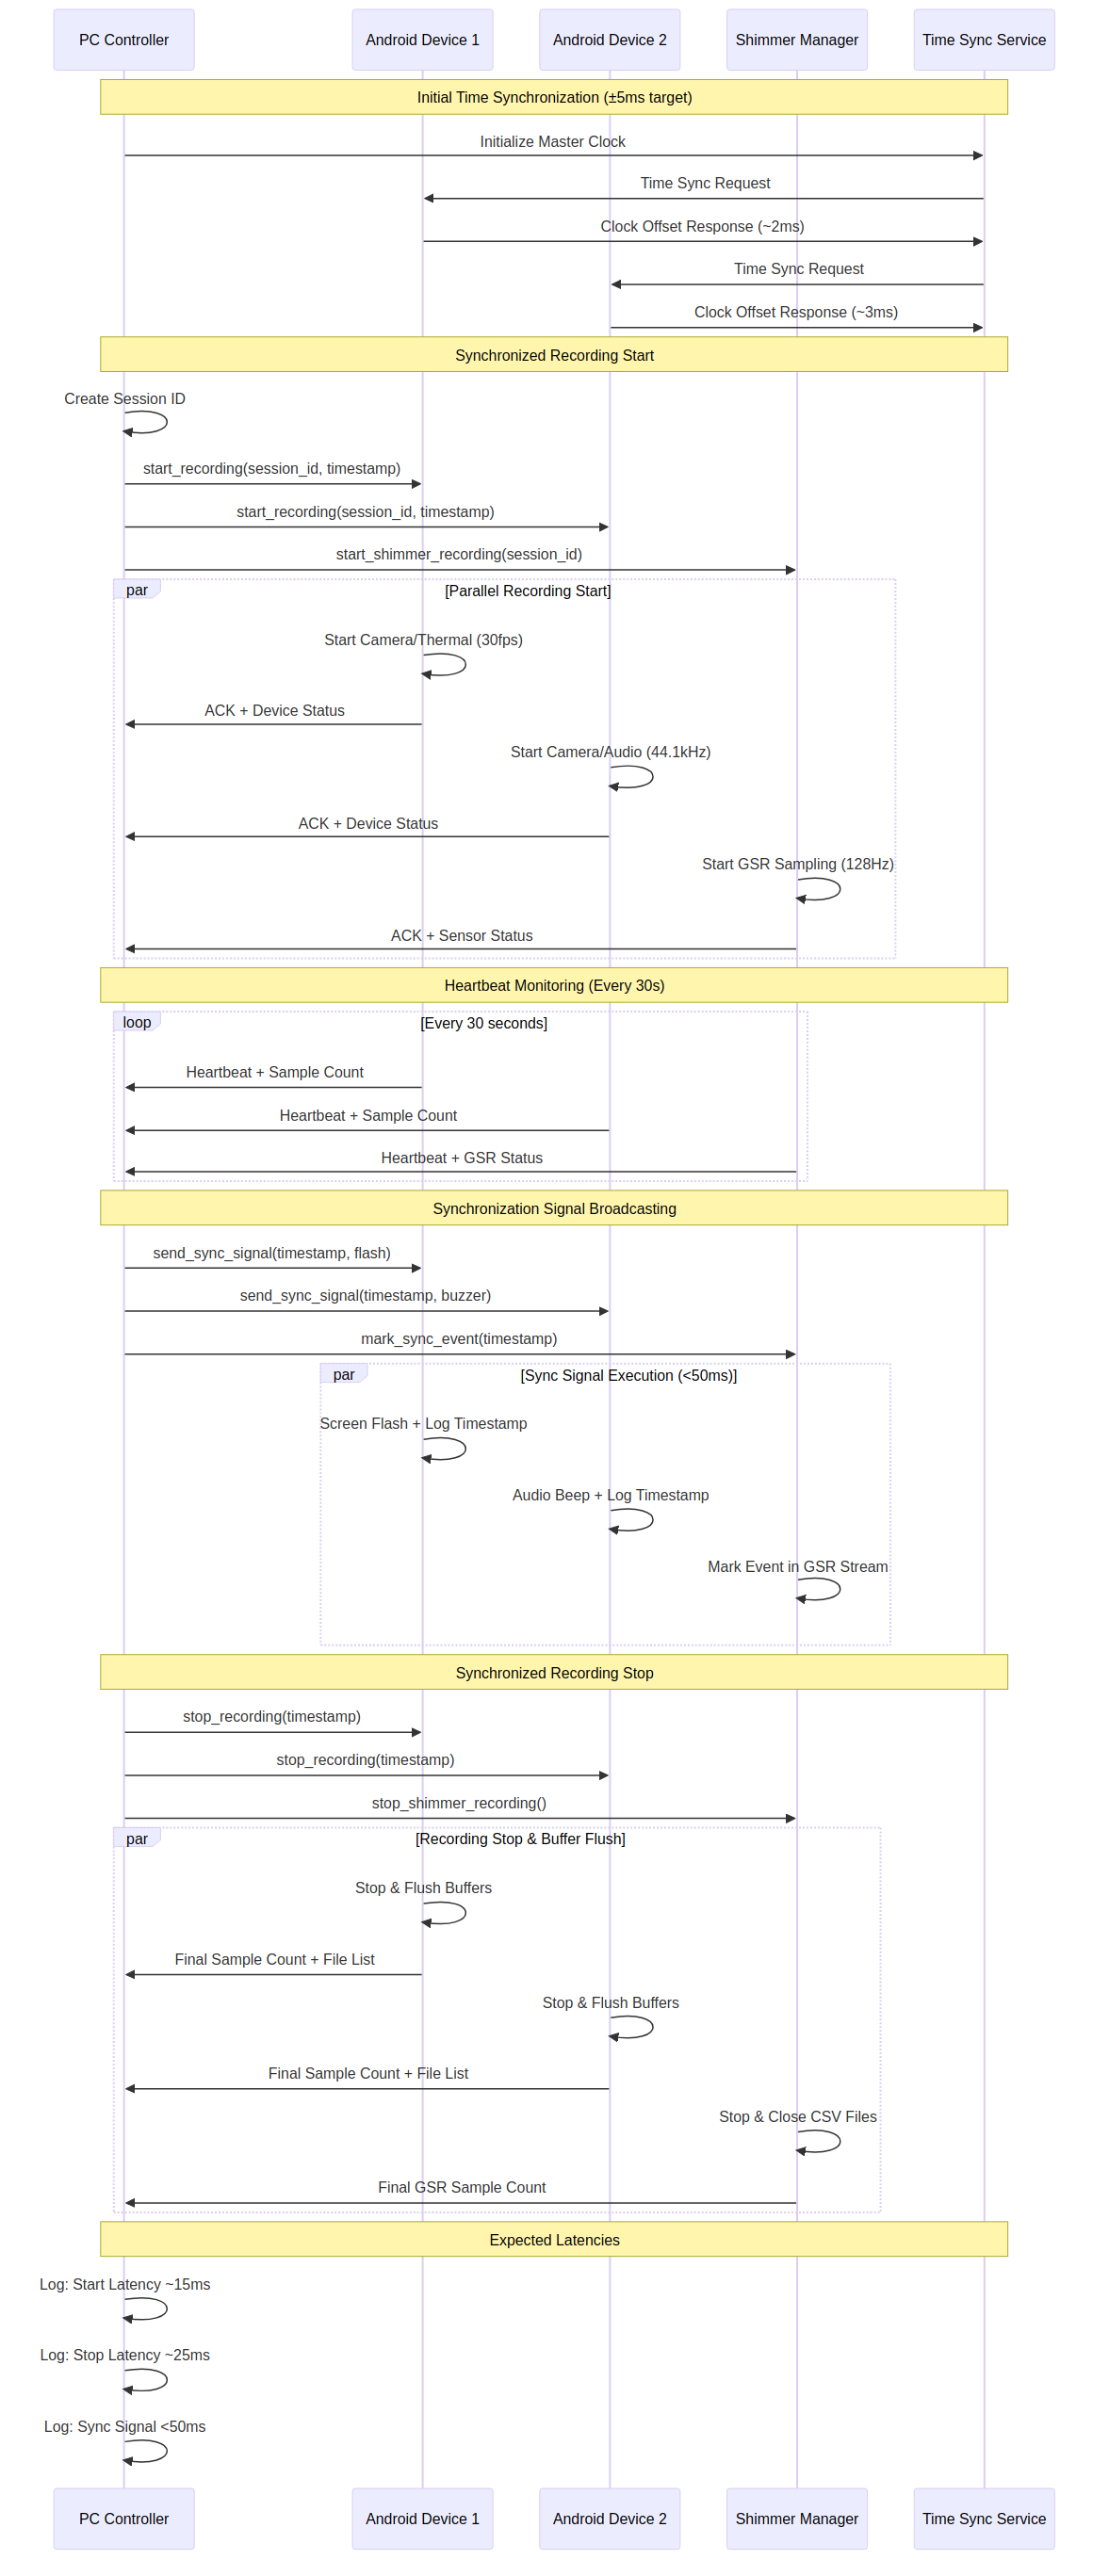 PC Controller
Android Device 1
Android Device 2
Shimmer Manager
Time Sync Service
Initial Time Synchronization (±5ms target)
Initialize Master Clock
Time Sync Request
Clock Offset Response (~2ms)
Time Sync Request
Clock Offset Response (~3ms)
Synchronized Recording Start
Create Session ID
start_recording(session_id, timestamp)
start_recording(session_id, timestamp)
start_shimmer_recording(session_id)
par
[Parallel Recording Start]
Start Camera/Thermal (30fps)
ACK + Device Status
Start Camera/Audio (44.1kHz)
ACK + Device Status
Start GSR Sampling (128Hz)
ACK + Sensor Status
Heartbeat Monitoring (Every 30s)
loop
[Every 30 seconds]
Heartbeat + Sample Count
Heartbeat + Sample Count
Heartbeat + GSR Status
Synchronization Signal Broadcasting
send_sync_signal(timestamp, flash)
send_sync_signal(timestamp, buzzer)
mark_sync_event(timestamp)
par
[Sync Signal Execution (<50ms)]
Screen Flash + Log Timestamp
Audio Beep + Log Timestamp
Mark Event in GSR Stream
Synchronized Recording Stop
stop_recording(timestamp)
stop_recording(timestamp)
stop_shimmer_recording()
par
[Recording Stop & Buffer Flush]
Stop & Flush Buffers
Final Sample Count + File List
Stop & Flush Buffers
Final Sample Count + File List
Stop & Close CSV Files
Final GSR Sample Count
Expected Latencies
Log: Start Latency ~15ms
Log: Stop Latency ~25ms
Log: Sync Signal <50ms
PC Controller
Android Device 1
Android Device 2
Shimmer Manager
Time Sync Service